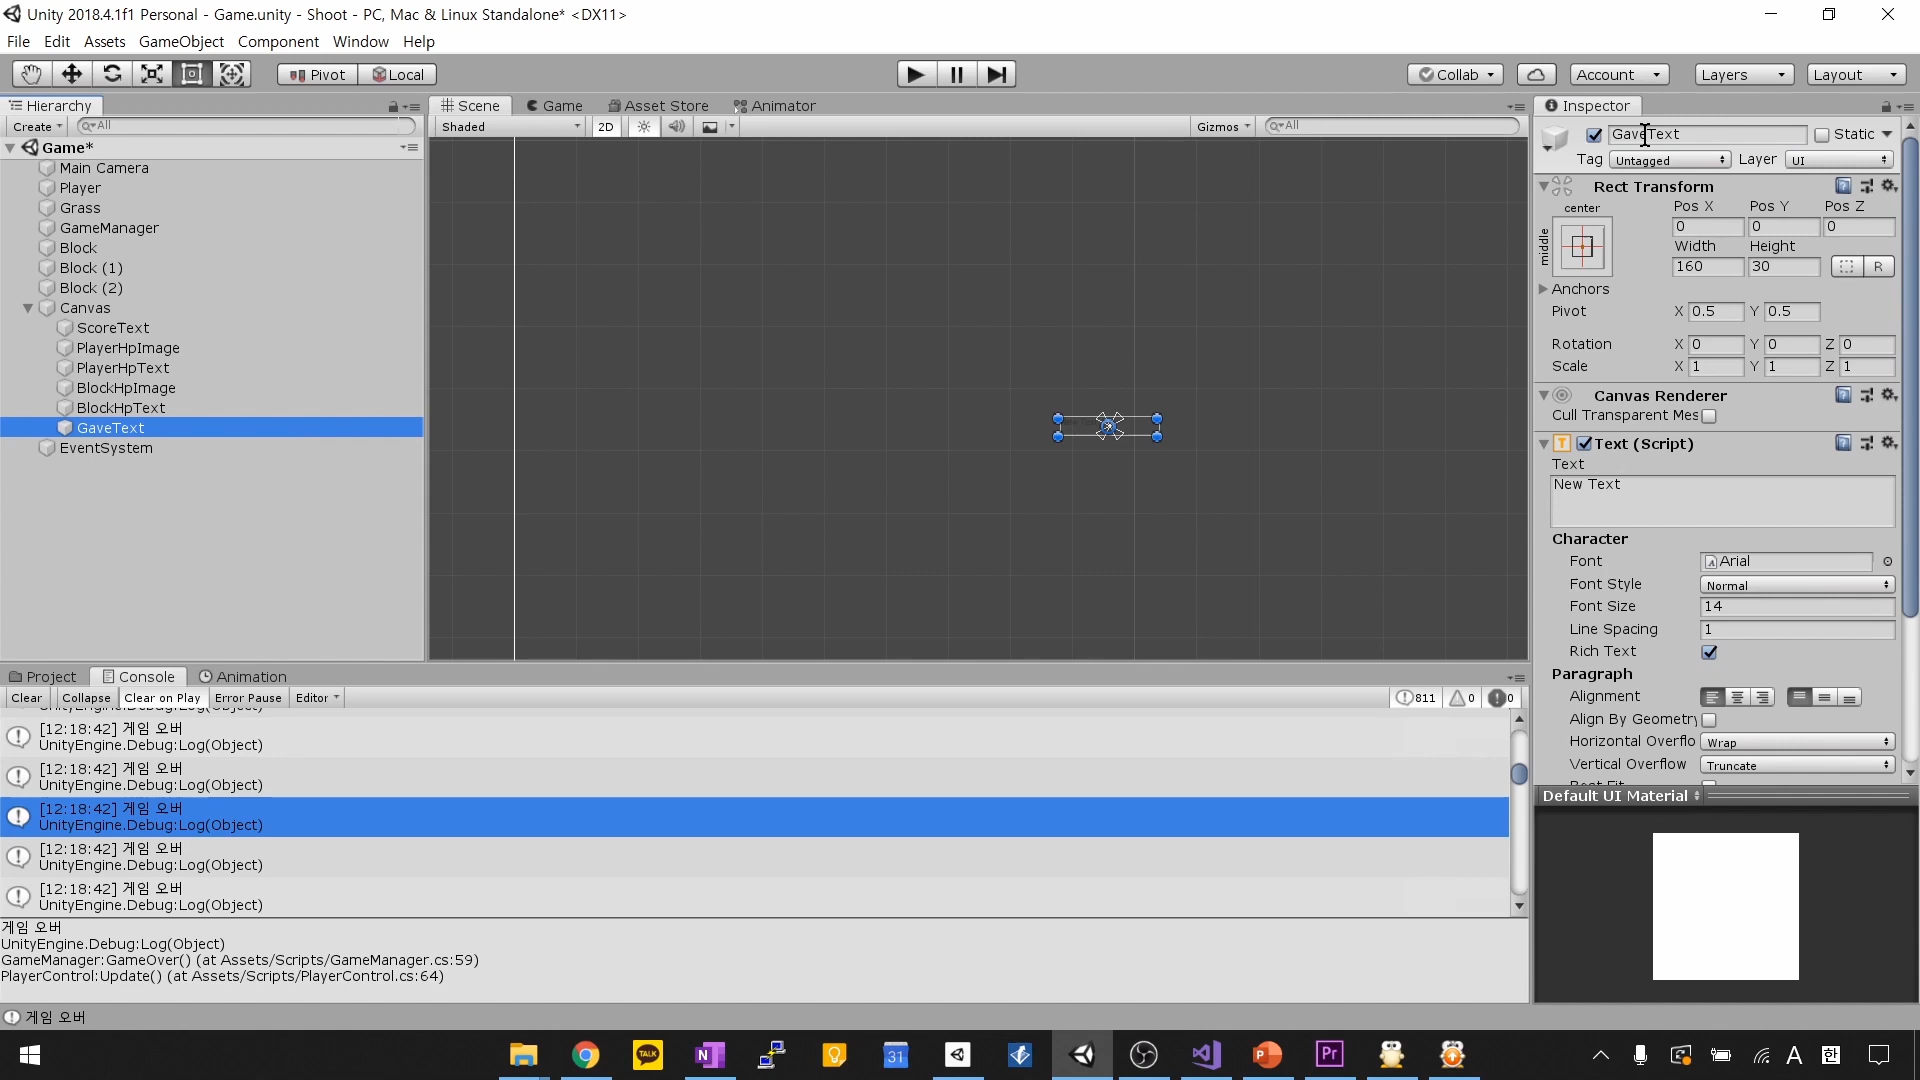 Unity 2018.4.1f1 Personal - Game.unity - Shoot - PC, Mac & Linux Standalone* <DX11>
File Edit Assets GameObject Component Window Help
Pivot Local Collab Account Layers Layout
Hierarchy
Create All
Game*
Main Camera
Player
Grass
GameManager
Block
Block (1)
Block (2)
Canvas
ScoreText
PlayerHpImage
PlayerHpText
BlockHpImage
BlockHpText
GaveText
EventSystem
Scene Game Asset Store Animator
Shaded 2D Gizmos All
Inspector
GaveText Static
Tag Untagged Layer UI
Rect Transform
center Pos X Pos Y Pos Z
middle
0 0 0
Width Height
160 30 R
Anchors
Pivot X 0.5 Y 0.5
Rotation X 0 Y 0 Z 0
Scale X 1 Y 1 Z 1
Canvas Renderer
Cull Transparent Mes
Text (Script)
Text
New Text
Character
Font Arial
Font Style Normal
Font Size 14
Line Spacing 1
Rich Text
Paragraph
Alignment
Align By Geometry
Horizontal Overflo Wrap
Vertical Overflow Truncate
Default UI Material
Project Console Animation
Clear Collapse Clear on Play Error Pause Editor 811 0 0
UnityEngine.Debug:Log(Object)
[12:18:42] 게임 오버
UnityEngine.Debug:Log(Object)
[12:18:42] 게임 오버
UnityEngine.Debug:Log(Object)
[12:18:42] 게임 오버
UnityEngine.Debug:Log(Object)
[12:18:42] 게임 오버
UnityEngine.Debug:Log(Object)
[12:18:42] 게임 오버
UnityEngine.Debug:Log(Object)
게임 오버
UnityEngine.Debug:Log(Object)
GameManager:GameOver() (at Assets/Scripts/GameManager.cs:59)
PlayerControl:Update() (at Assets/Scripts/PlayerControl.cs:64)
게임 오버
TALK N 31 P Pr A 한